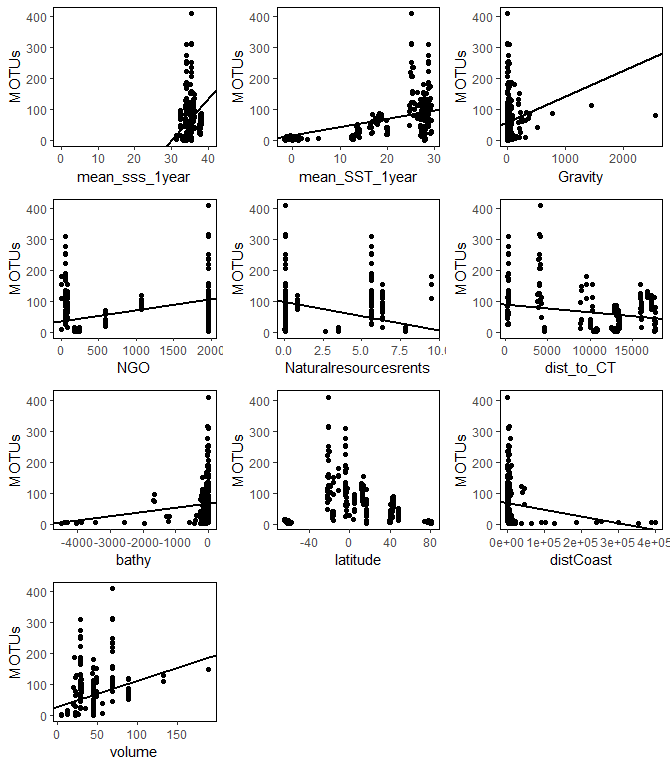 400
300
200
100
0
MOTUs
0 10 20 30 40
mean_sss_1year
400
300
200
100
0
MOTUs
0 10 20 30
mean_SST_1year
400
300
200
100
0
MOTUs
0 1000 2000
Gravity
400
300
200
100
0
MOTUs
0 500 1000 1500 2000
NGO
400
300
200
100
0
MOTUs
0.0 2.5 5.0 7.5 10.0
Naturalresourcesrents
400
300
200
100
0
MOTUs
0 5000 10000 15000
dist_to_CT
400
300
200
100
0
MOTUs
-4000 -3000 -2000 -1000 0
bathy
400
300
200
100
0
MOTUs
-40 0 40 80
latitude
400
300
200
100
0
MOTUs
0e+00 1e+05 2e+05 3e+05 4e+05
distCoast
400
300
200
100
0
MOTUs
0 50 100 150
volume